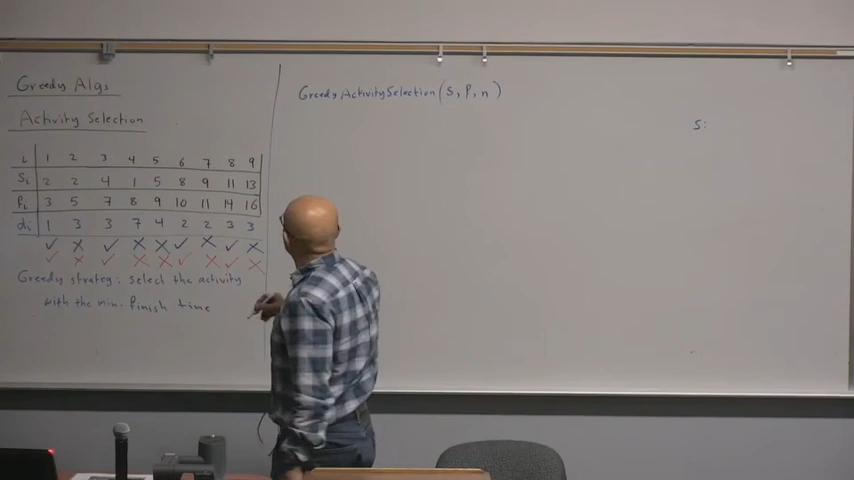 Greedy Algs
Activity Selection
i 1 2 3 4 5 6 7 8 9
Si 2 2 4 1 5 8 9 11 13
Fi 3 5 7 8 9 10 11 14 16
di 1 3 3 7 4 2 2 3 3
✓ ✗ ✓ ✗ ✗ ✓ ✗ ✓ ✗
✓ ✗ ✓ ✗ ✗ ✓ ✗ ✓ ✗
Greedy strategy: select the activity
with the min. finish time
GreedyActivitySelection(S, F, n)
S: